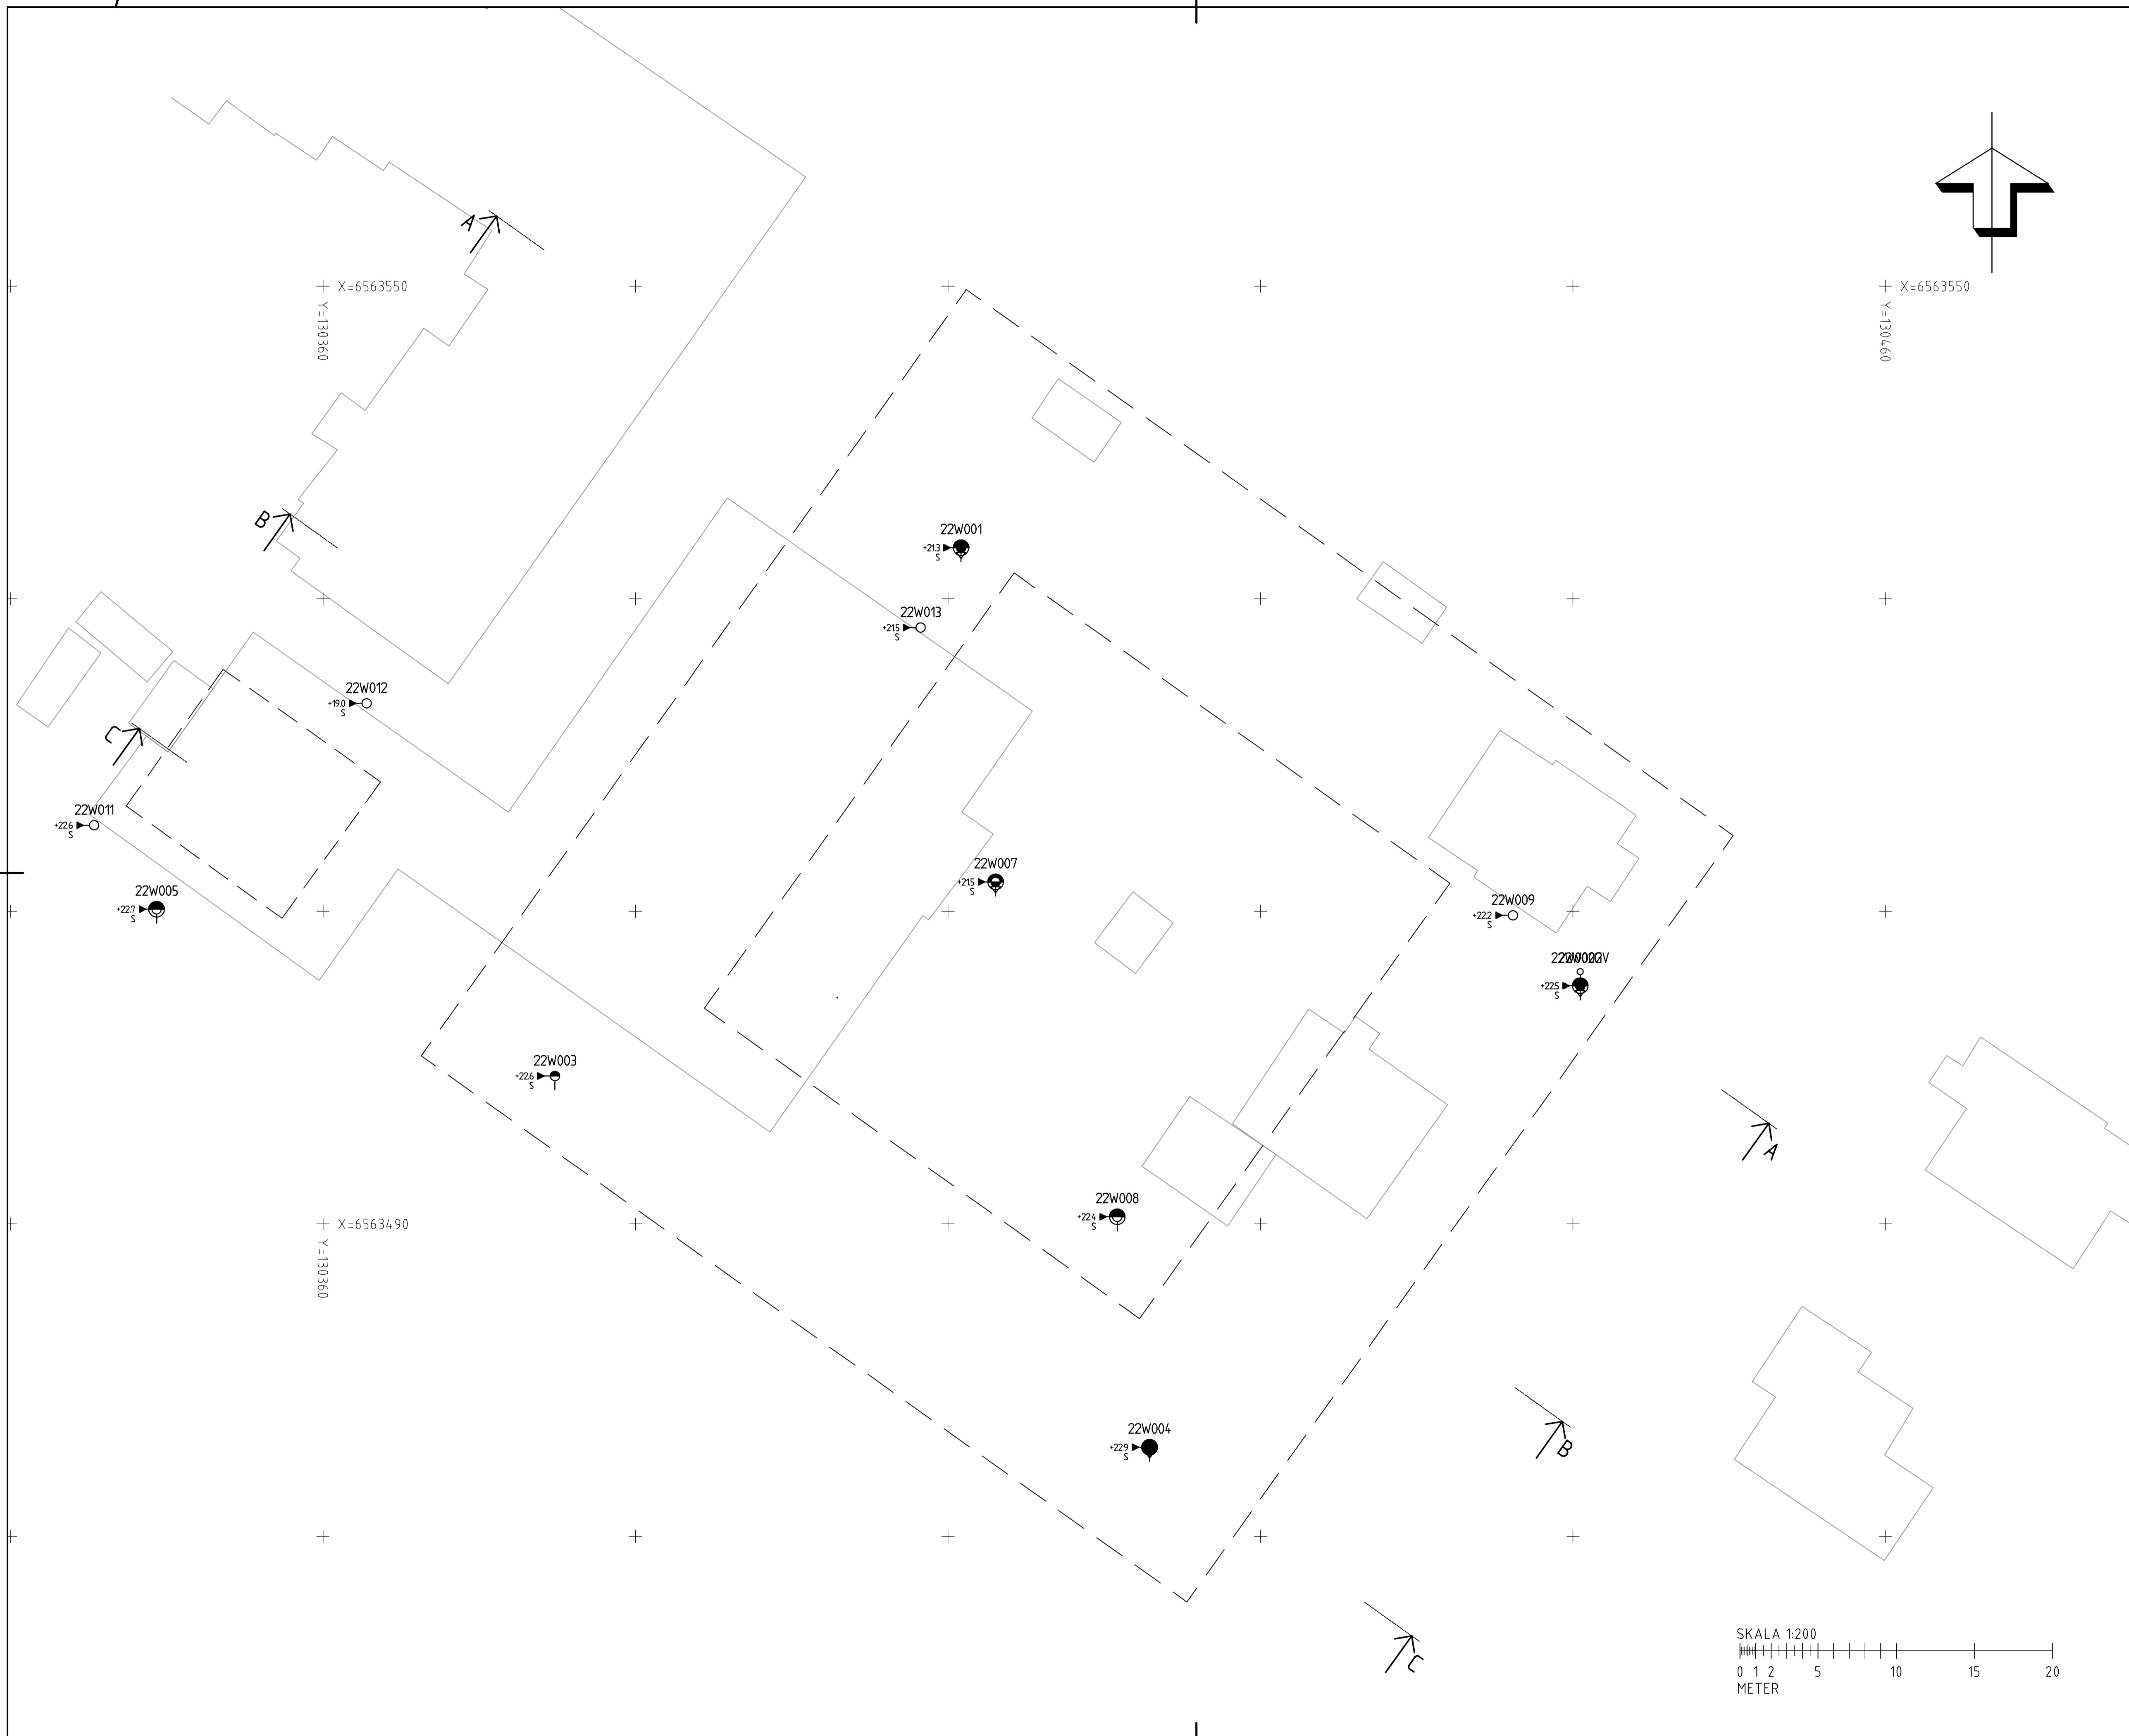 A
X=6563550
X=6563550
Y=130360
Y=130460
B
22W001
+21.3
S
22W013
+21.5
S
22W012
+19.0
S
C
22W011
+22.6
S
22W007
+21.5
S
22W005
+22.7
S
22W009
+22.2
S
+22.5
S
22W003
+22.6
S
A
22W008
+22.4
S
X=6563490
Y=130360
22W004
+22.9
S
B
C
SKALA 1:200
0 1 2 5 10 15 20
METER